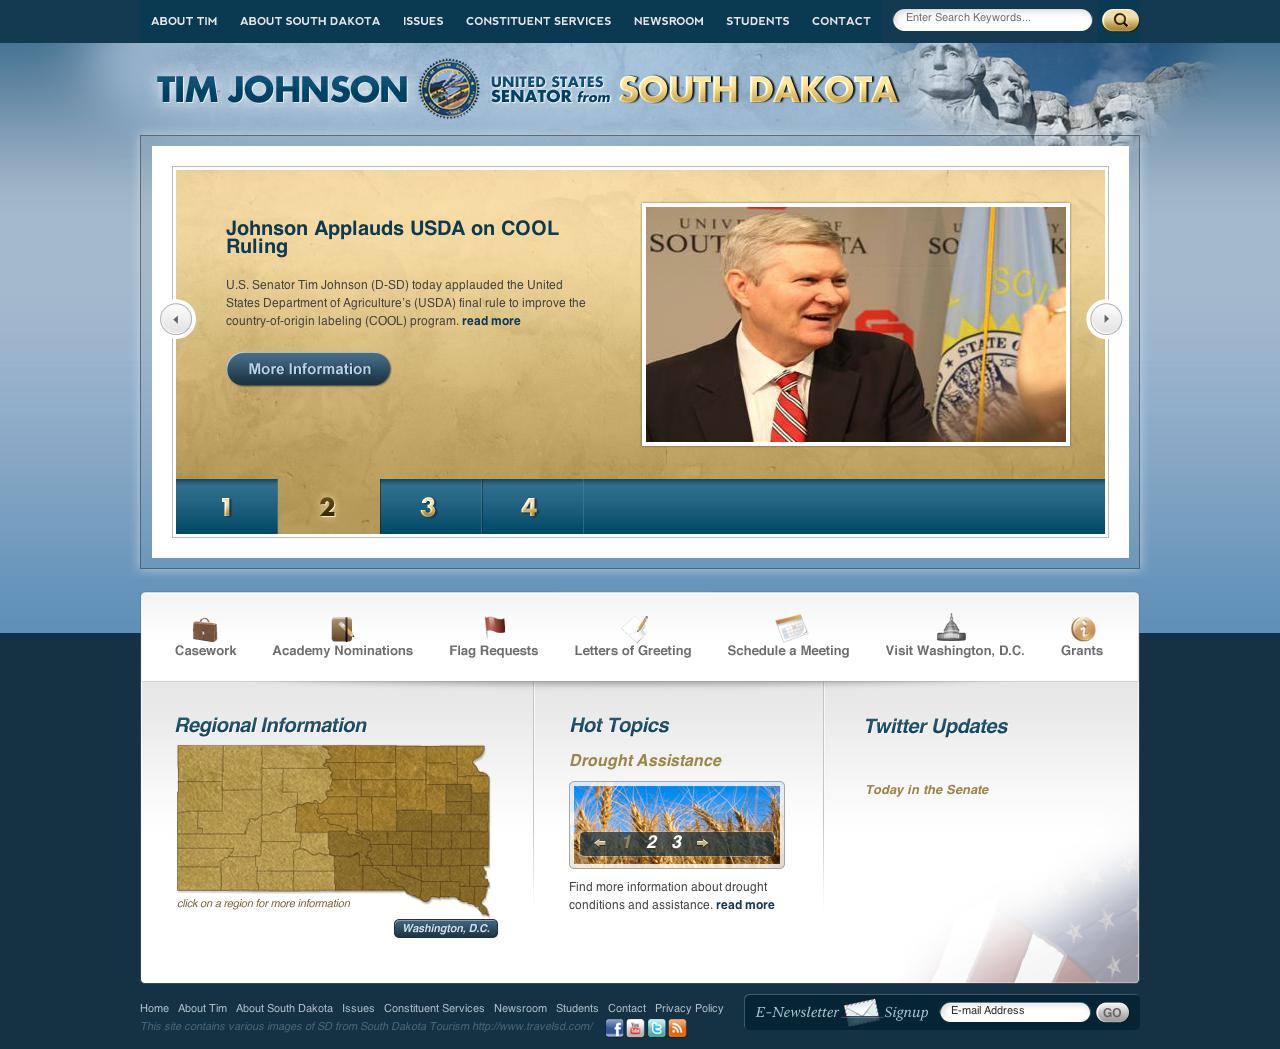 ABOUT TIM ABOUT SOUTH DAKOTA ISSUES CONSTITUENT SERVICES NEWSROOM STUDENTS CONTACT Enter Search Keywords...
TIM JOHNSON UNITED STATES SENATOR from SOUTH DAKOTA
Johnson Applauds USDA on COOL
Ruling
U.S. Senator Tim Johnson (D-SD) today applauded the United
States Department of Agriculture's (USDA) final rule to improve the
country-of-origin labeling (COOL) program. read more
More Information
UNIV OF
SOUT TA
SO
SO
STATE O
1 2 3 4
Casework Academy Nominations Flag Requests Letters of Greeting Schedule a Meeting Visit Washington, D.C. Grants
Regional Information
click on a region for more information
Washington, D.C.
Hot Topics
Drought Assistance
1 2 3
Find more information about drought
conditions and assistance. read more
Twitter Updates
Today in the Senate
Home About Tim About South Dakota Issues Constituent Services Newsroom Students Contact Privacy Policy
This site contains various images of SD from South Dakota Tourism http://www.travelsd.com/
E-Newsletter Signup E-mail Address GO